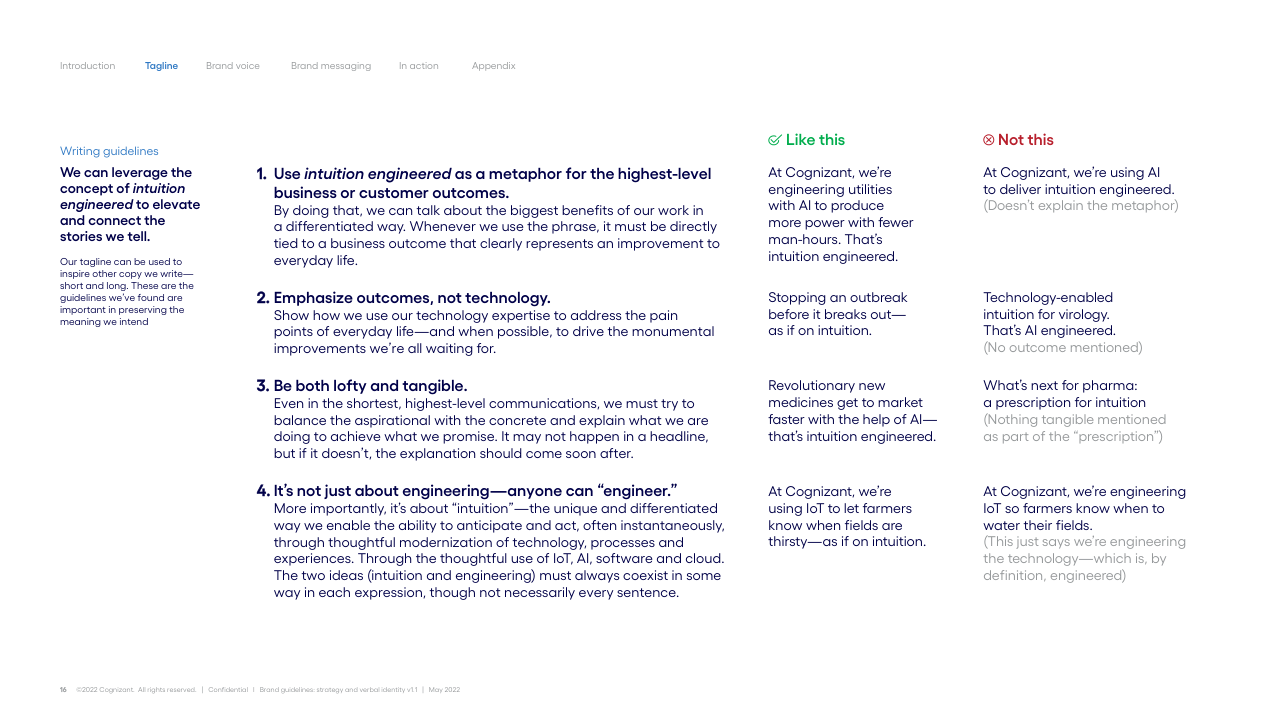 Introduction
Tagline
Brand voice
Brand messaging
In action
Appendix
Writing guidelines
We can leverage the
concept of intuition
engineered to elevate
and connect the
stories we tell.
Our tagline can be used to
inspire other copy we write—
short and long. These are the
guidelines we've found are
important in preserving the
meaning we intend
1. Use intuition engineered as a metaphor for the highest-level
business or customer outcomes.
By doing that, we can talk about the biggest benefits of our work in
a differentiated way. Whenever we use the phrase, it must be directly
tied to a business outcome that clearly represents an improvement to
everyday life.
2. Emphasize outcomes, not technology.
Show how we use our technology expertise to address the pain
points of everyday life—and when possible, to drive the monumental
improvements we're all waiting for.
3. Be both lofty and tangible.
Even in the shortest, highest-level communications, we must try to
balance the aspirational with the concrete and explain what we are
doing to achieve what we promise. It may not happen in a headline,
but if it doesn't, the explanation should come soon after.
4. It's not just about engineering—anyone can “engineer.”
More importantly, it's about “intuition”—the unique and differentiated
way we enable the ability to anticipate and act, often instantaneously,
through thoughtful modernization of technology, processes and
experiences. Through the thoughtful use of IoT, AI, software and cloud.
The two ideas (intuition and engineering) must always coexist in some
way in each expression, though not necessarily every sentence.
Like this
At Cognizant, we're
engineering utilities
with AI to produce
more power with fewer
man-hours. That's
intuition engineered.
Stopping an outbreak
before it breaks out—
as if on intuition.
Revolutionary new
medicines get to market
faster with the help of AI—
that's intuition engineered.
At Cognizant, we're
using IoT to let farmers
know when fields are
thirsty—as if on intuition.
Not this
At Cognizant, we're using AI
to deliver intuition engineered.
(Doesn't explain the metaphor)
Technology-enabled
intuition for virology.
That's AI engineered.
(No outcome mentioned)
What's next for pharma:
a prescription for intuition
(Nothing tangible mentioned
as part of the “prescription”)
At Cognizant, we're engineering
IoT so farmers know when to
water their fields.
(This just says we're engineering
the technology—which is, by
definition, engineered)
16 ©2022 Cognizant. All rights reserved. | Confidential | Brand guidelines: strategy and verbal identity v1.1 | May 2022